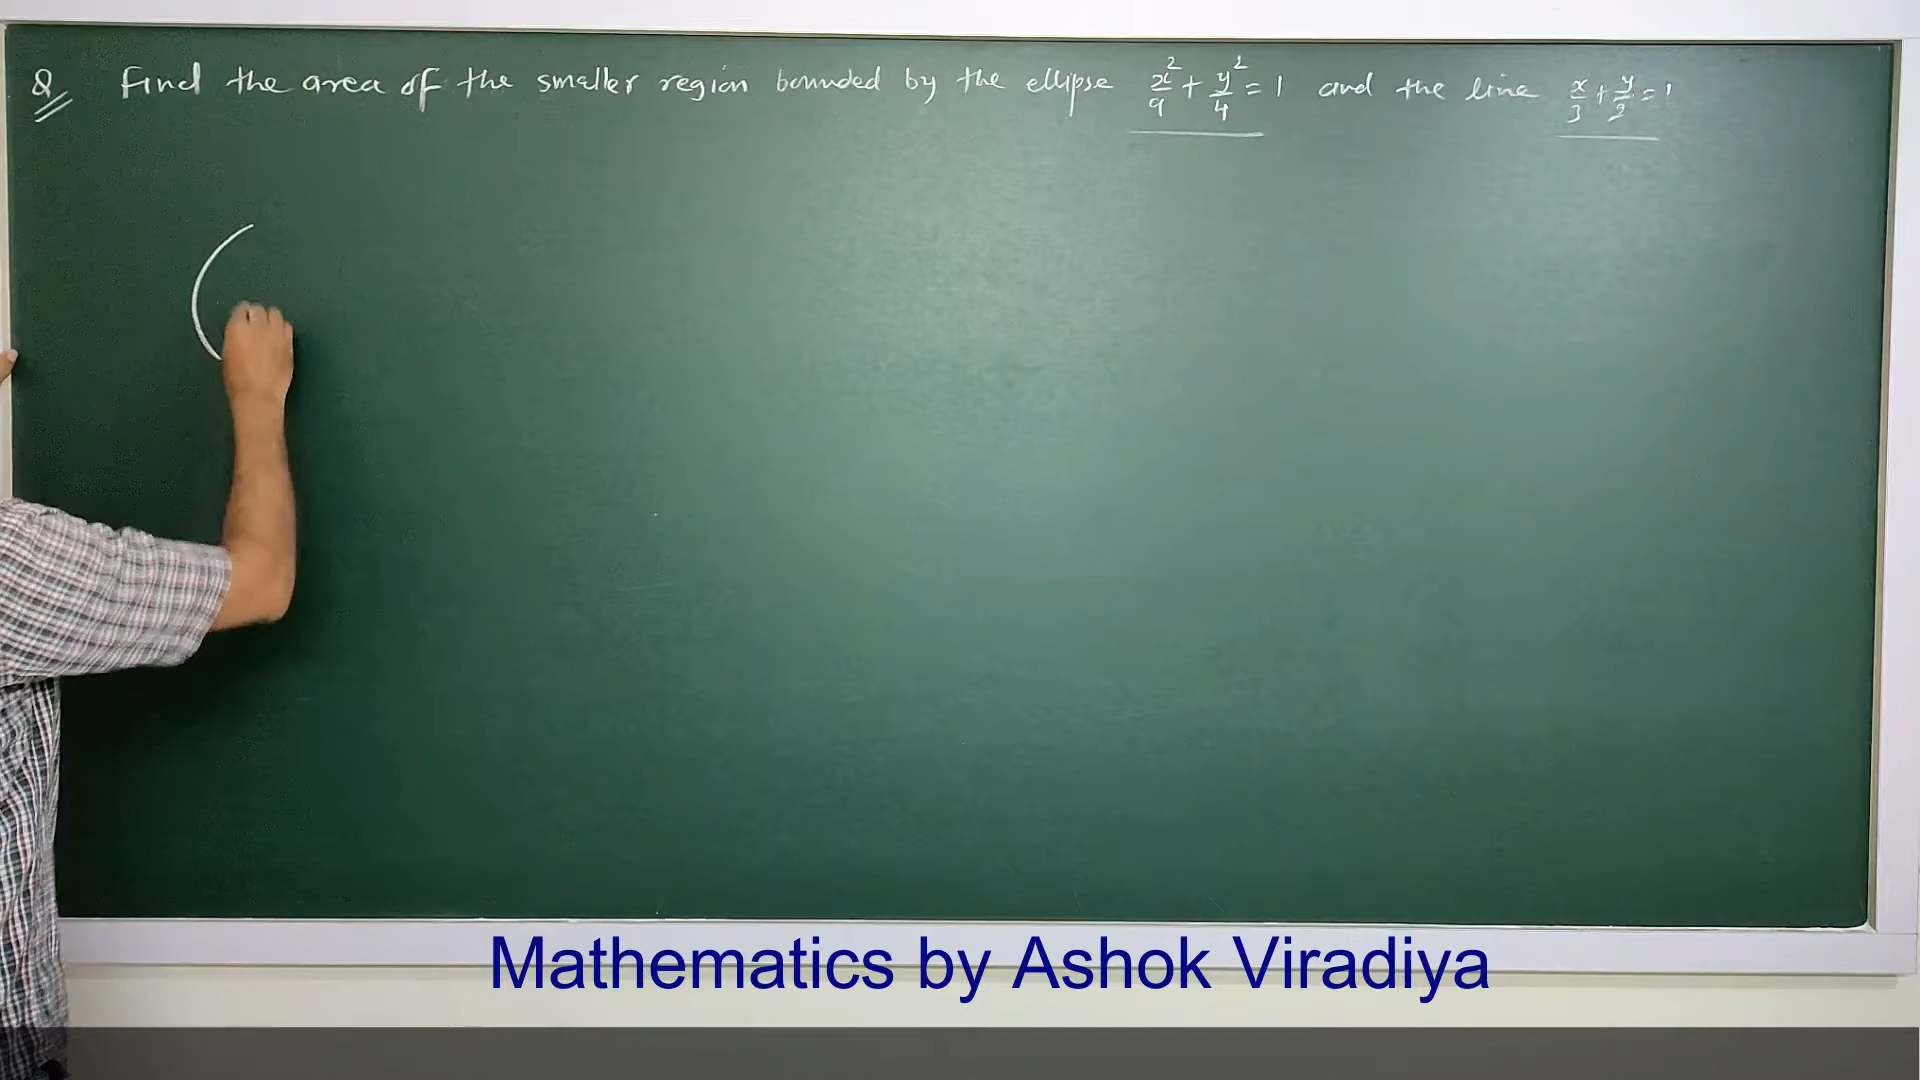 Q Find the area of the smaller region bounded by the ellipse x²/9 + y²/4 = 1 and the line x/3 + y/2 = 1
Mathematics by Ashok Viradiya